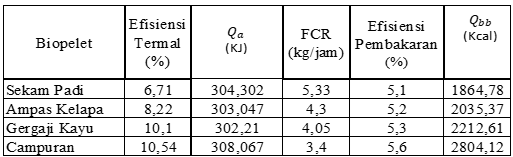 Biopelet Efisiensi Termal (%) Qa (KJ) FCR (kg/jam) Efisiensi Pembakaran (%) Qbb (Kcal)
Sekam Padi 6,71 304,302 5,33 5,1 1864,78
Ampas Kelapa 8,22 303,047 4,3 5,2 2035,37
Gergaji Kayu 10,1 302,21 4,05 5,3 2212,61
Campuran 10,54 308,067 3,4 5,6 2804,12